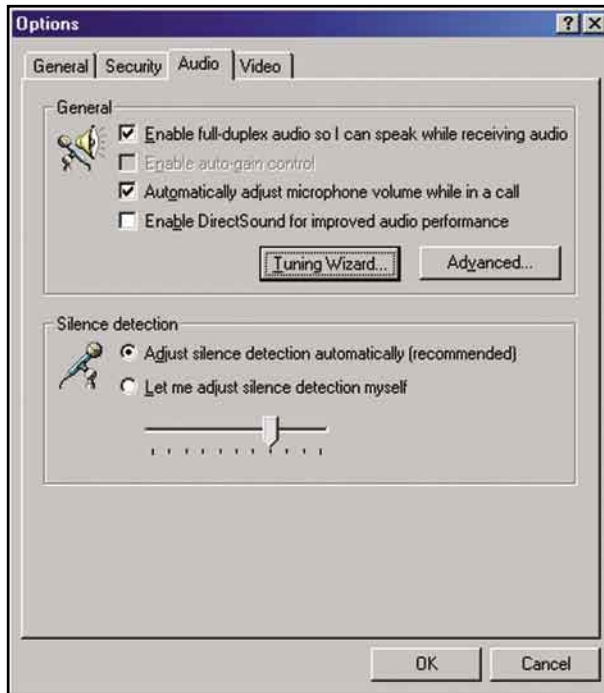 Options
General Security Audio Video
General
Enable full-duplex audio so I can speak while receiving audio
Enable auto-gain control
Automatically adjust microphone volume while in a call
Enable DirectSound for improved audio performance
Tuning Wizard... Advanced...
Silence detection
Adjust silence detection automatically (recommended)
Let me adjust silence detection myself
OK Cancel